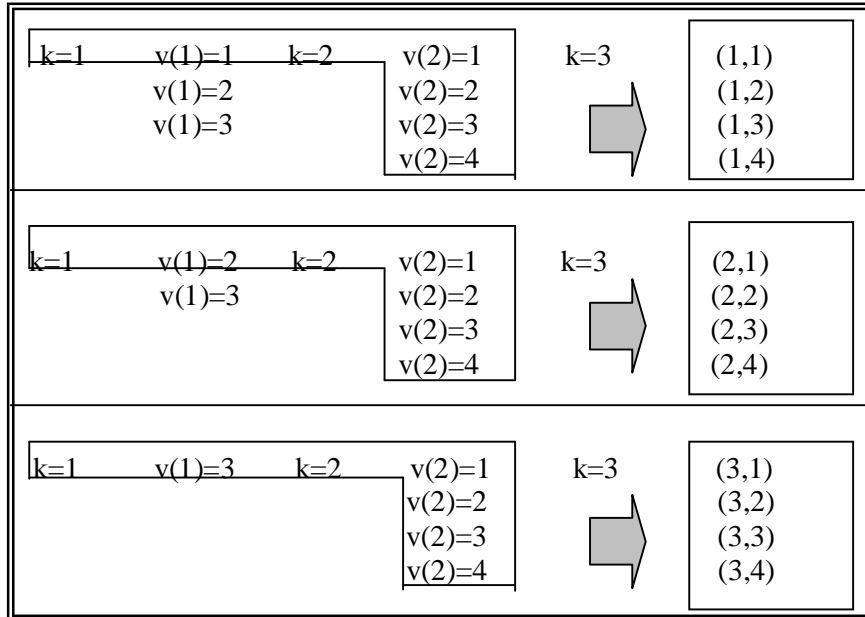 k=1 v(1)=1 k=2 v(2)=1 k=3 (1,1)
v(1)=2 v(2)=2 (1,2)
v(1)=3 v(2)=3 (1,3)
v(2)=4 (1,4)
k=1 v(1)=2 k=2 v(2)=1 k=3 (2,1)
v(1)=3 v(2)=2 (2,2)
v(2)=3 (2,3)
v(2)=4 (2,4)
k=1 v(1)=3 k=2 v(2)=1 k=3 (3,1)
v(2)=2 (3,2)
v(2)=3 (3,3)
v(2)=4 (3,4)